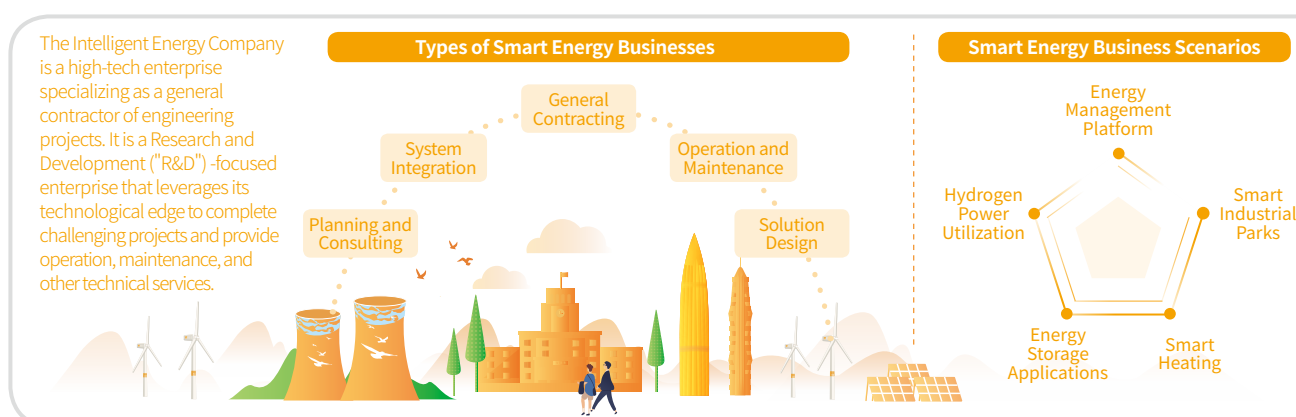 The Intelligent Energy Company
is a high-tech enterprise
specializing as a general
contractor of engineering
projects. It is a Research and
Development ("R&D") -focused
enterprise that leverages its
technological edge to complete
challenging projects and provide
operation, maintenance, and
other technical services.
Types of Smart Energy Businesses
Planning and
Consulting
System
Integration
General
Contracting
Operation and
Maintenance
Solution
Design
Smart Energy Business Scenarios
Energy
Management
Platform
Hydrogen
Power
Utilization
Smart
Industrial
Parks
Energy
Storage
Applications
Smart
Heating